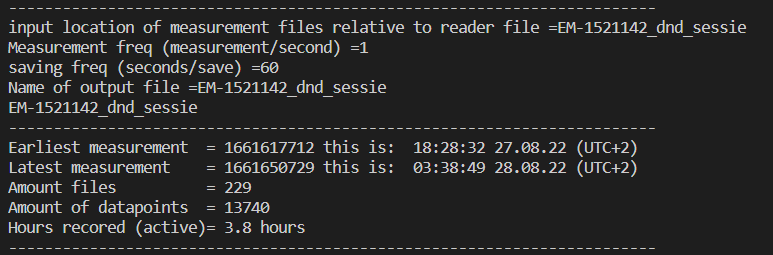 ------------------------------------------------------------------------
input location of measurement files relative to reader file =EM-1521142_dnd_sessie
Measurement freq (measurement/second) =1
saving freq (seconds/save) =60
Name of output file =EM-1521142_dnd_sessie
EM-1521142_dnd_sessie
------------------------------------------------------------------------
Earliest measurement  = 1661617712 this is:  18:28:32 27.08.22 (UTC+2)
Latest measurement    = 1661650729 this is:  03:38:49 28.08.22 (UTC+2)
Amount files          = 229
Amount of datapoints  = 13740
Hours recored (active)= 3.8 hours
------------------------------------------------------------------------